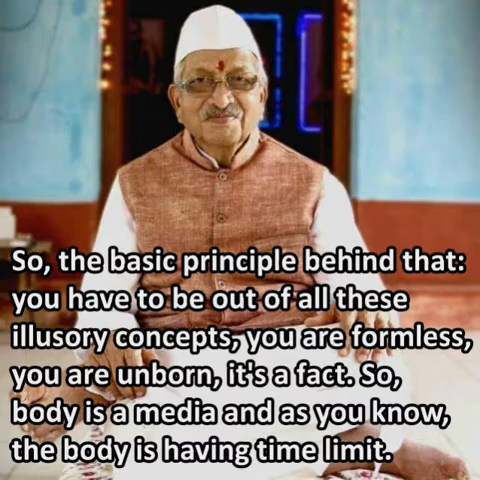 So, the basic principle behind that:
you have to be out of all these
illusory concepts, you are formless,
you are unborn, it's a fact. So,
body is a media and as you know,
the body is having time limit.